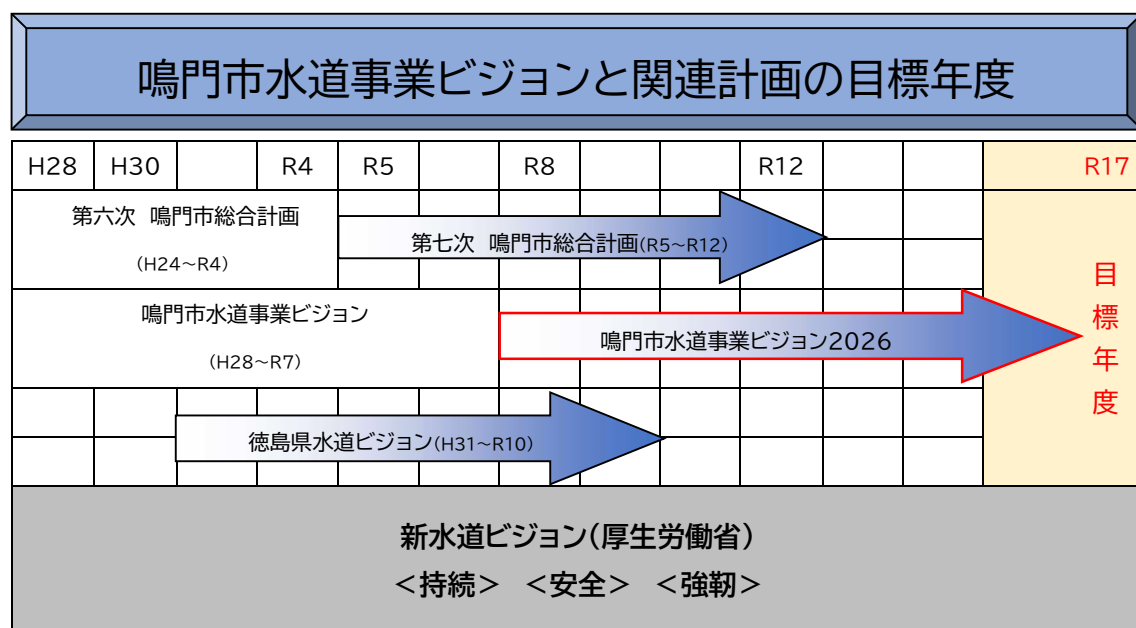 鳴門市水道事業ビジョンと関連計画の目標年度
H28 H30 R4 R5 R8 R12 R17
第六次 鳴門市総合計画
(H24~R4)
第七次 鳴門市総合計画(R5~R12)
鳴門市水道事業ビジョン
(H28~R7)
鳴門市水道事業ビジョン2026
徳島県水道ビジョン(H31~R10)
目標年度
新水道ビジョン(厚生労働省)
<持続> <安全> <強靭>